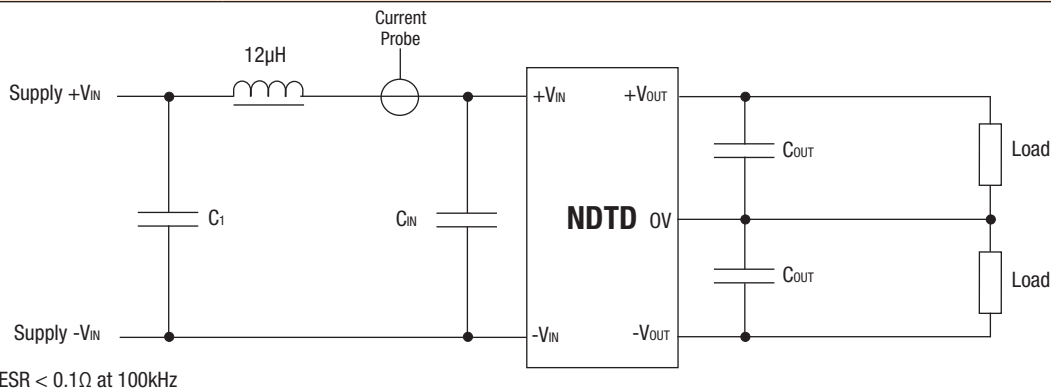 Current
Probe
12µH
Supply +VIN
+VIN
+VOUT
COUT
Load
C1
CIN
NDTD
0V
COUT
Load
Supply -VIN
-VIN
-VOUT
ESR < 0.1Ω at 100kHz